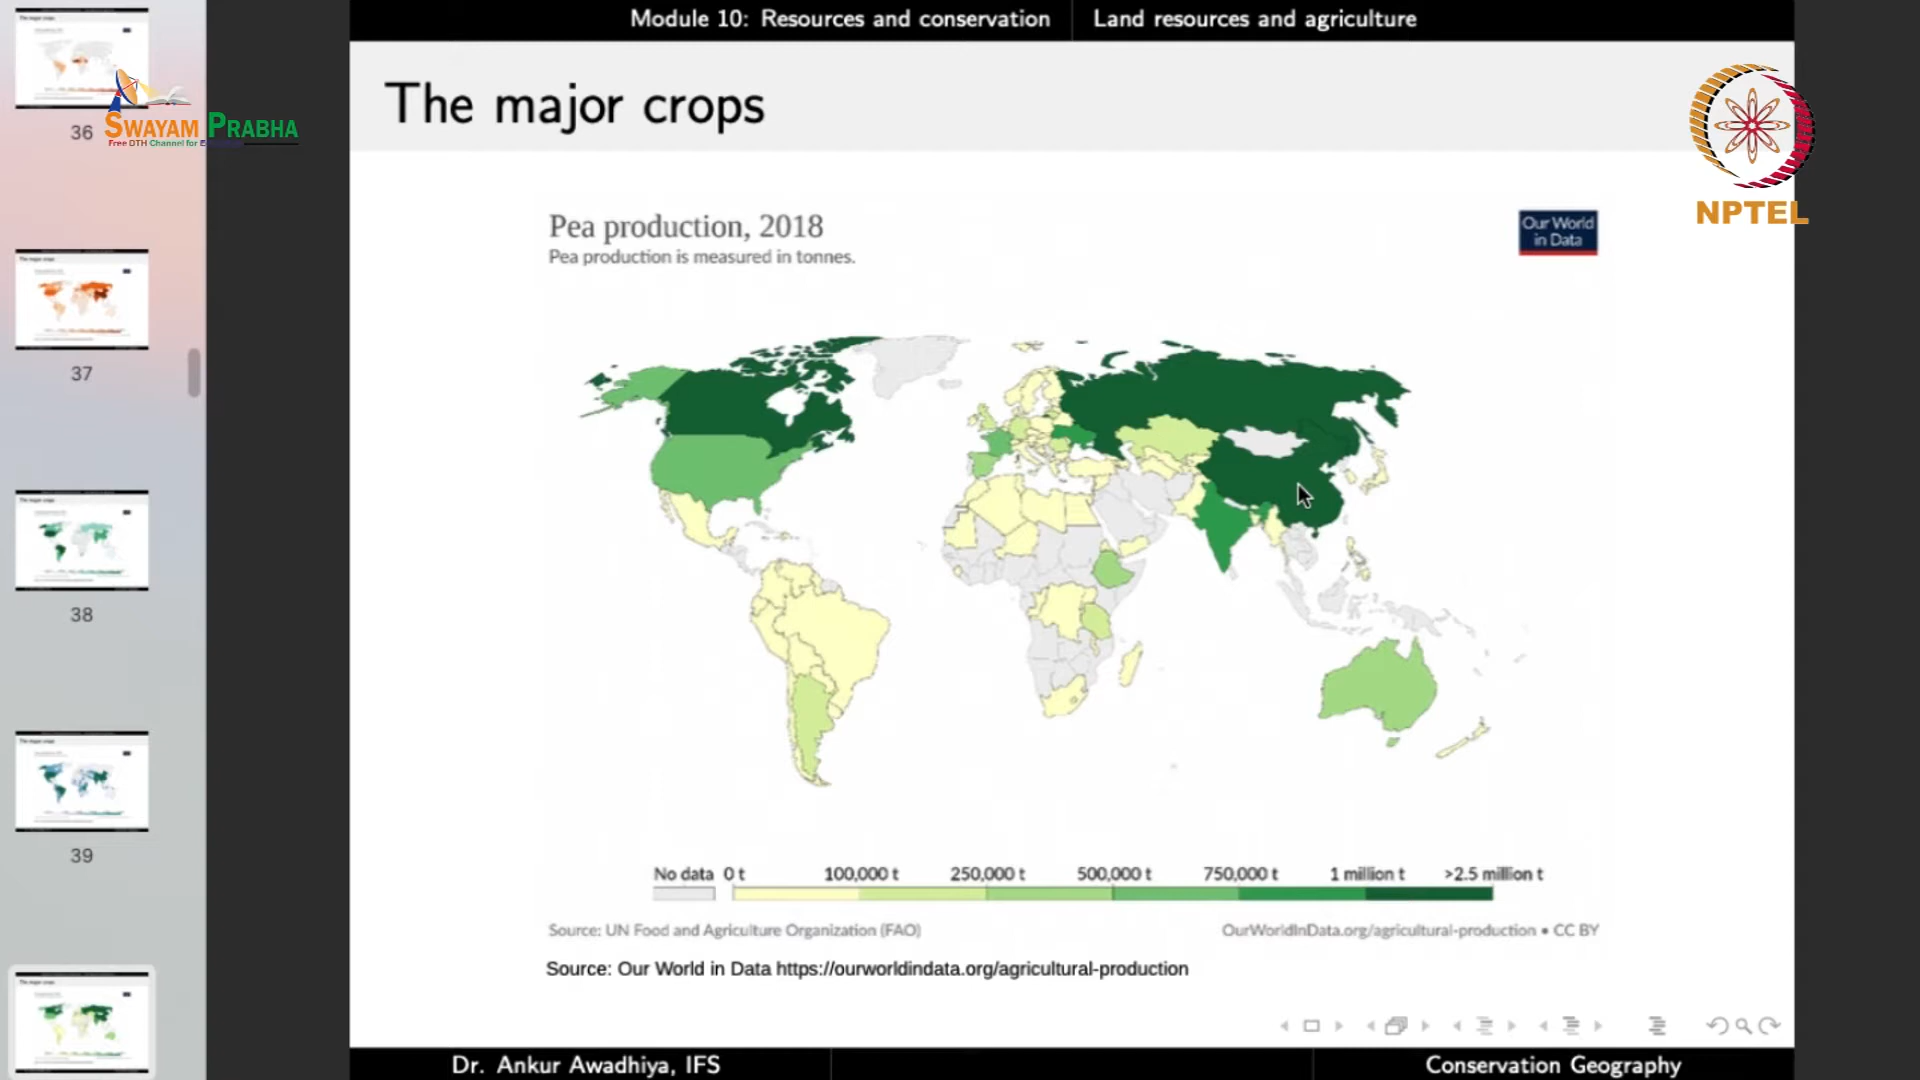 Module 10: Resources and conservation
Land resources and agriculture
The major crops
SWAYAM PRABHA
Free DTH Channel for
NPTEL
36
37
38
39
Pea production, 2018
Pea production is measured in tonnes.
Our World
in Data
No data 0 t 100,000 t 250,000 t 500,000 t 750,000 t 1 million t >2.5 million t
Source: UN Food and Agriculture Organization (FAO)
OurWorldInData.org/agricultural-production • CC BY
Source: Our World in Data https://ourworldindata.org/agricultural-production
Dr. Ankur Awadhiya, IFS
Conservation Geography